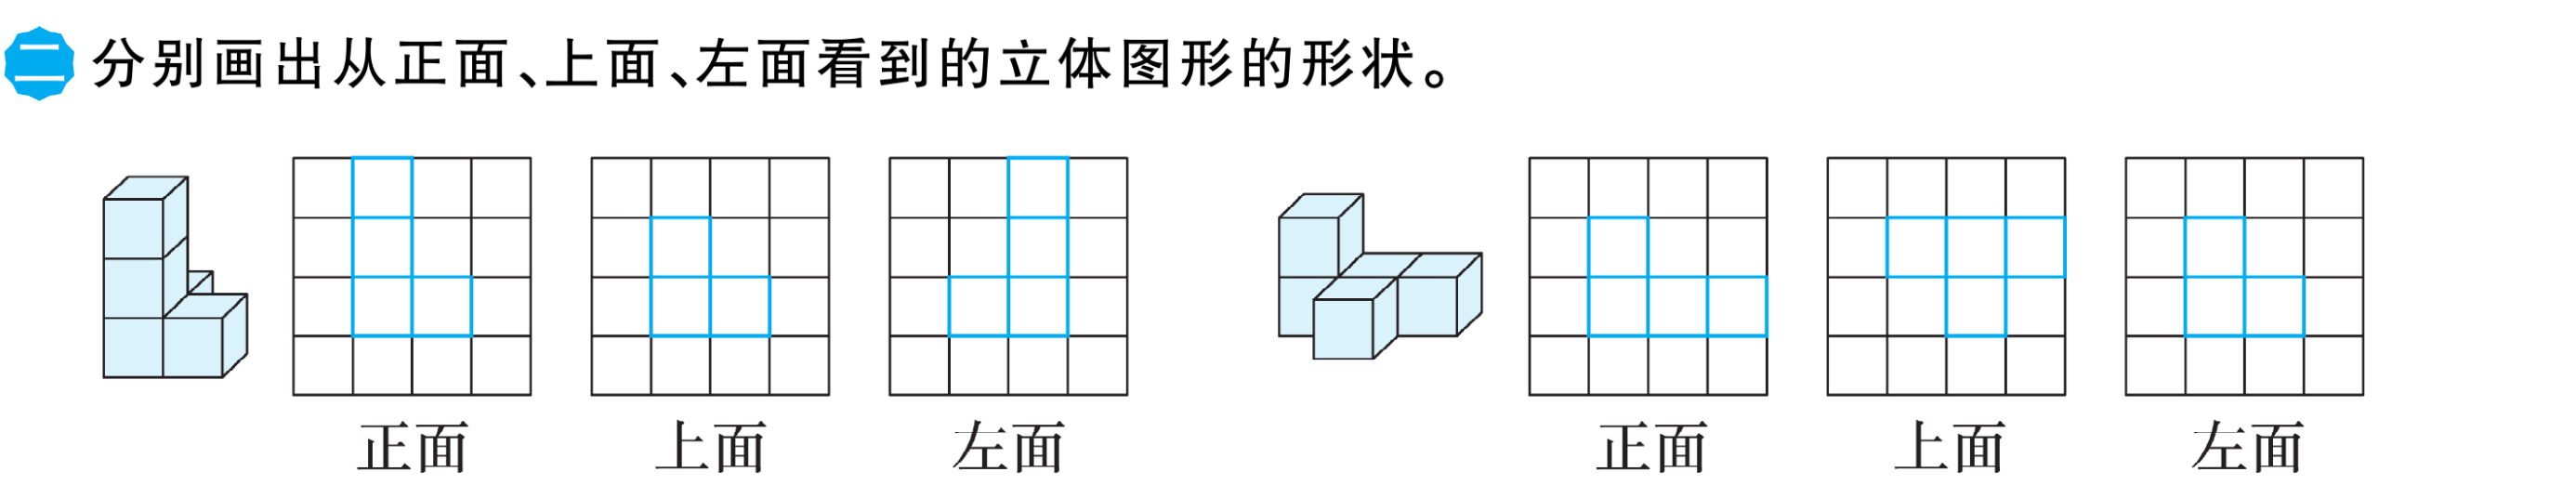 二 分别画出从正面、上面、左面看到的立体图形的形状。
正面 上面 左面 正面 上面 左面